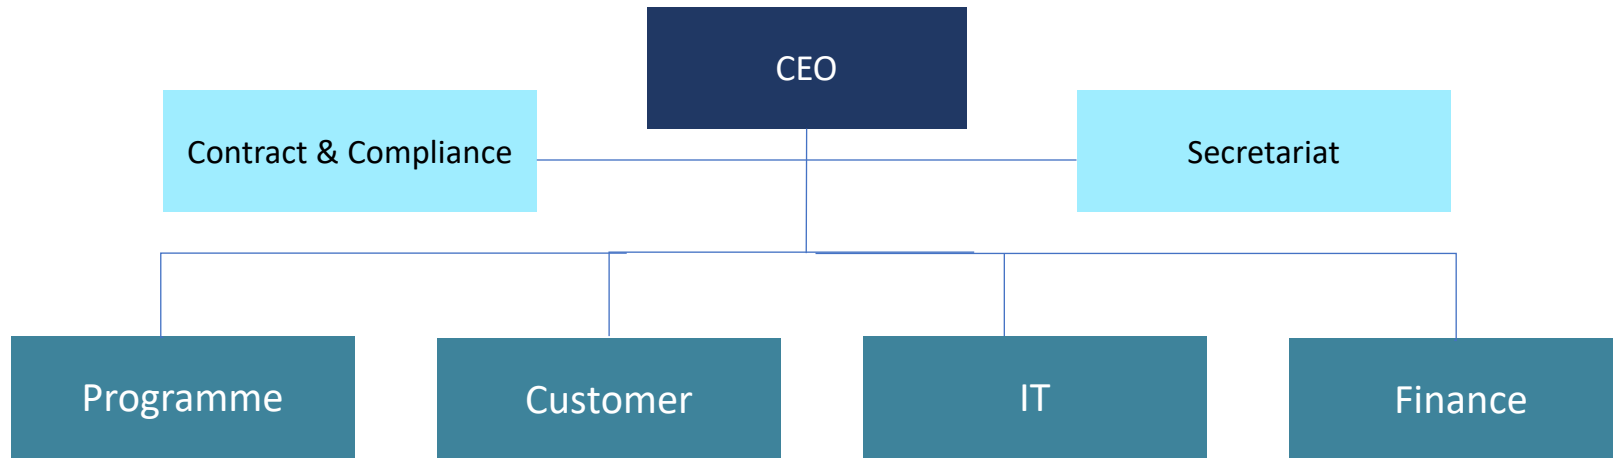 CEO
Contract & Compliance
Secretariat
Programme
Customer
IT
Finance